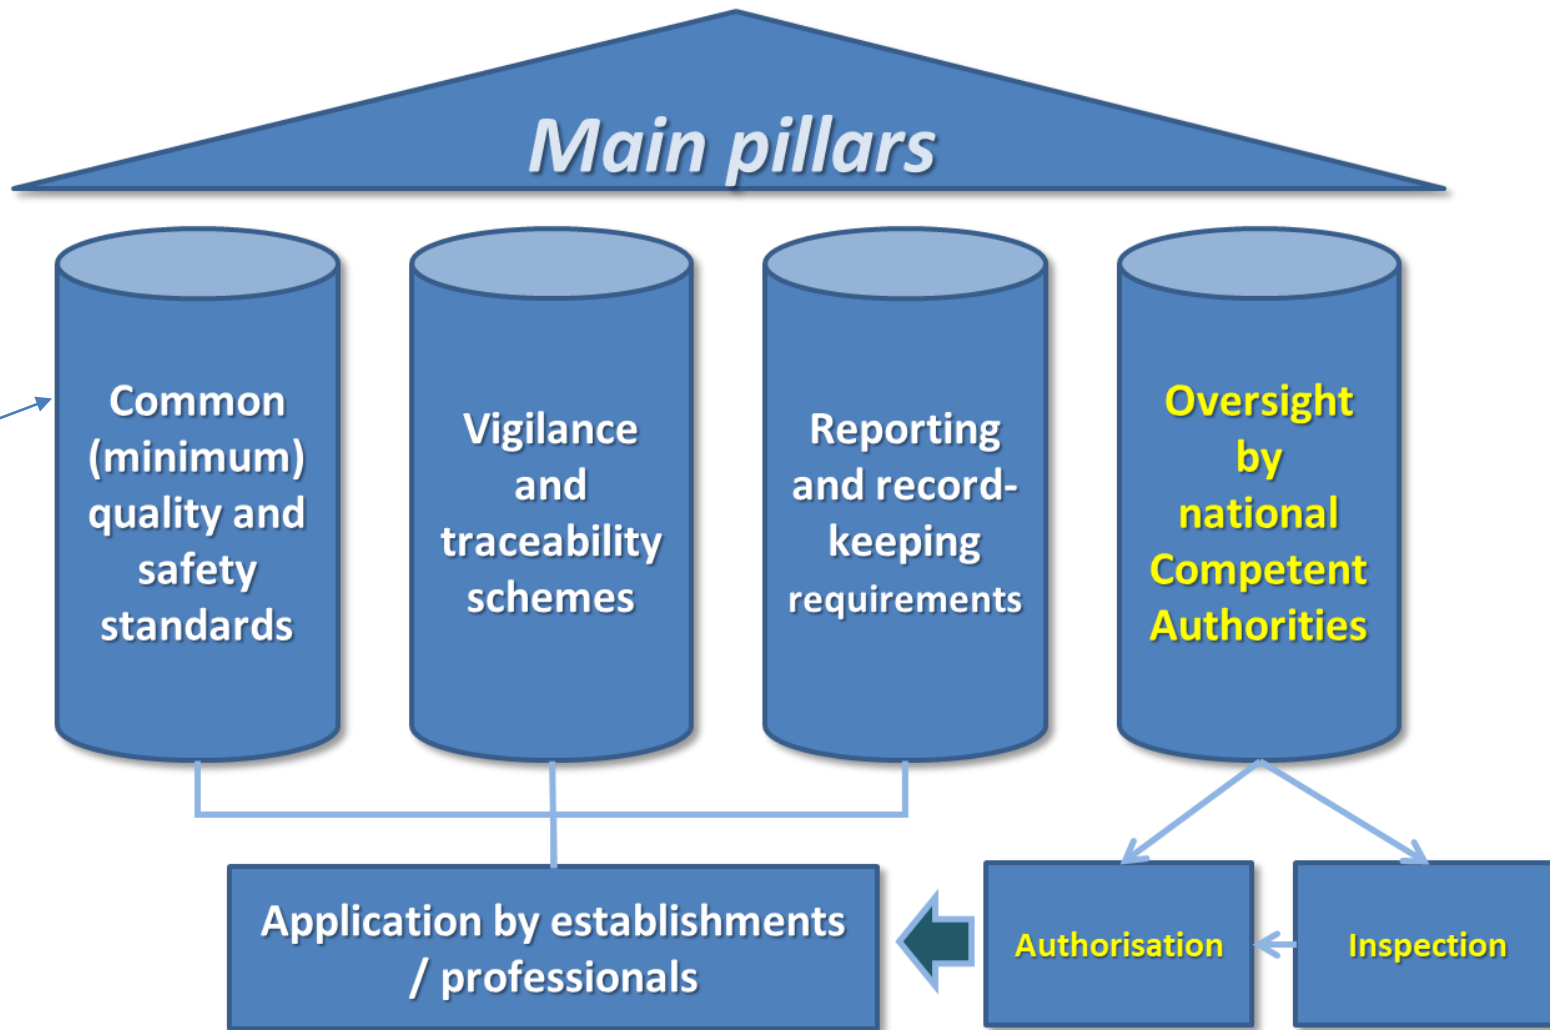 Main pillars
Common
(minimum)
quality and
safety
standards
Vigilance
and
traceability
schemes
Reporting
and record-
keeping
requirements
Oversight
by
national
Competent
Authorities
Application by establishments
/ professionals
Authorisation
Inspection